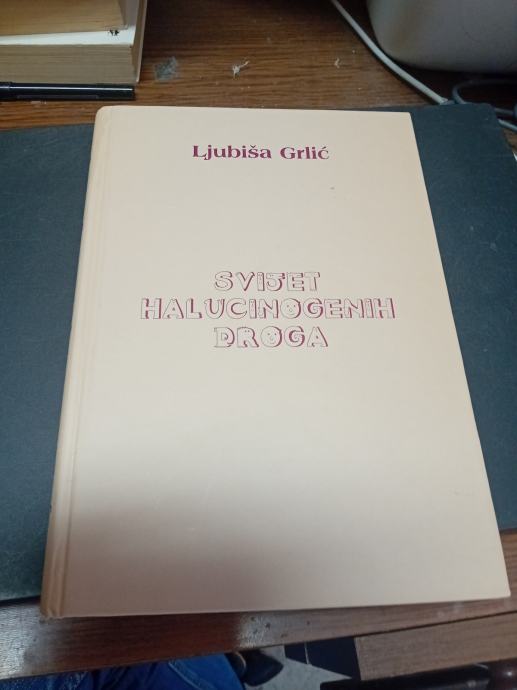 Ljubiša Grlić
SVIJET
HALUCINOGENIH
DROGA